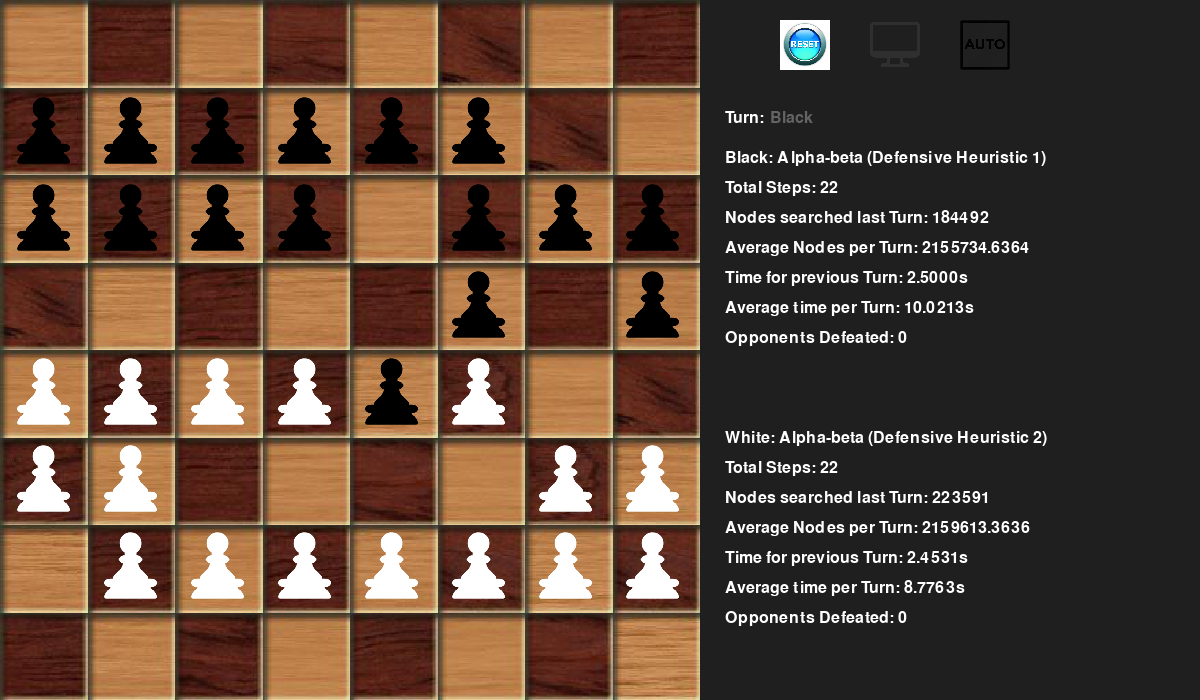 RESET
AUTO
Turn: Black
Black: Alpha-beta (Defensive Heuristic 1)
Total Steps: 22
Nodes searched last Turn: 184492
Average Nodes per Turn: 2155734.6364
Time for previous Turn: 2.5000s
Average time per Turn: 10.0213s
Opponents Defeated: 0
White: Alpha-beta (Defensive Heuristic 2)
Total Steps: 22
Nodes searched last Turn: 223591
Average Nodes per Turn: 2159613.3636
Time for previous Turn: 2.4531s
Average time per Turn: 8.7763s
Opponents Defeated: 0